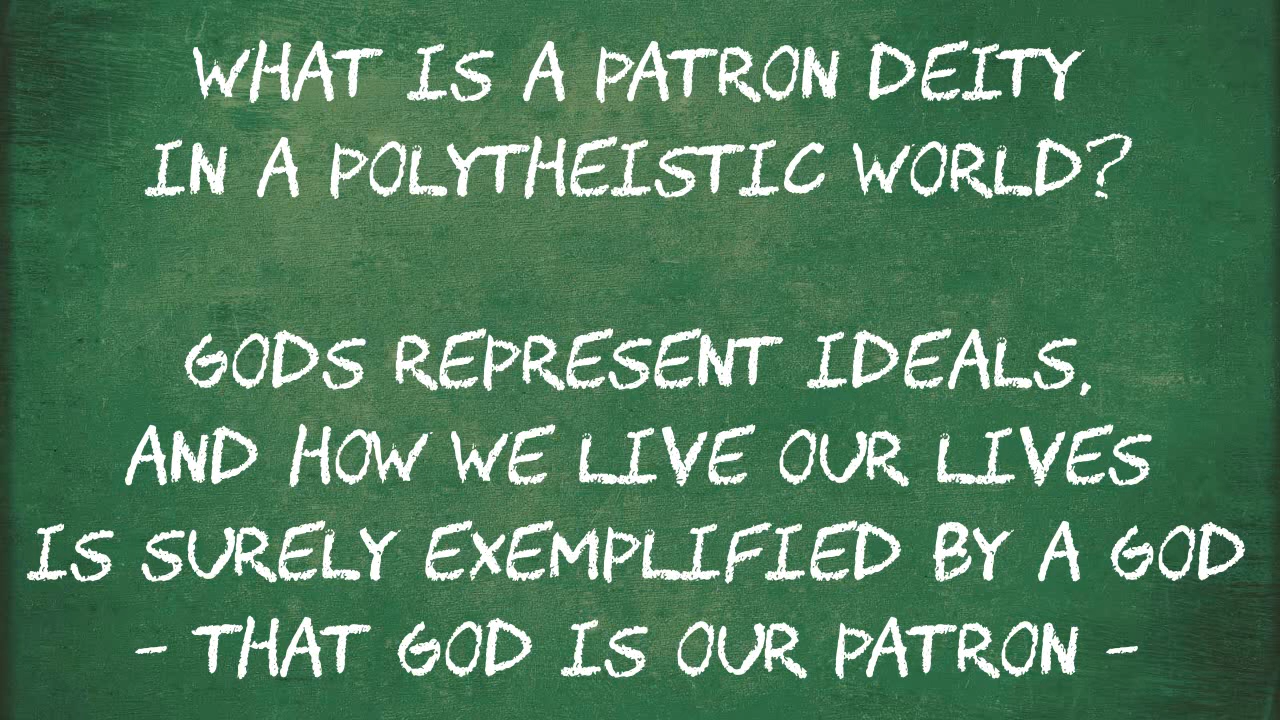 WHAT IS A PATRON DEITY
IN A POLYTHEISTIC WORLD?
GODS REPRESENT IDEALS,
AND HOW WE LIVE OUR LIVES
IS SURELY EXEMPLIFIED BY A GOD
- THAT GOD IS OUR PATRON -